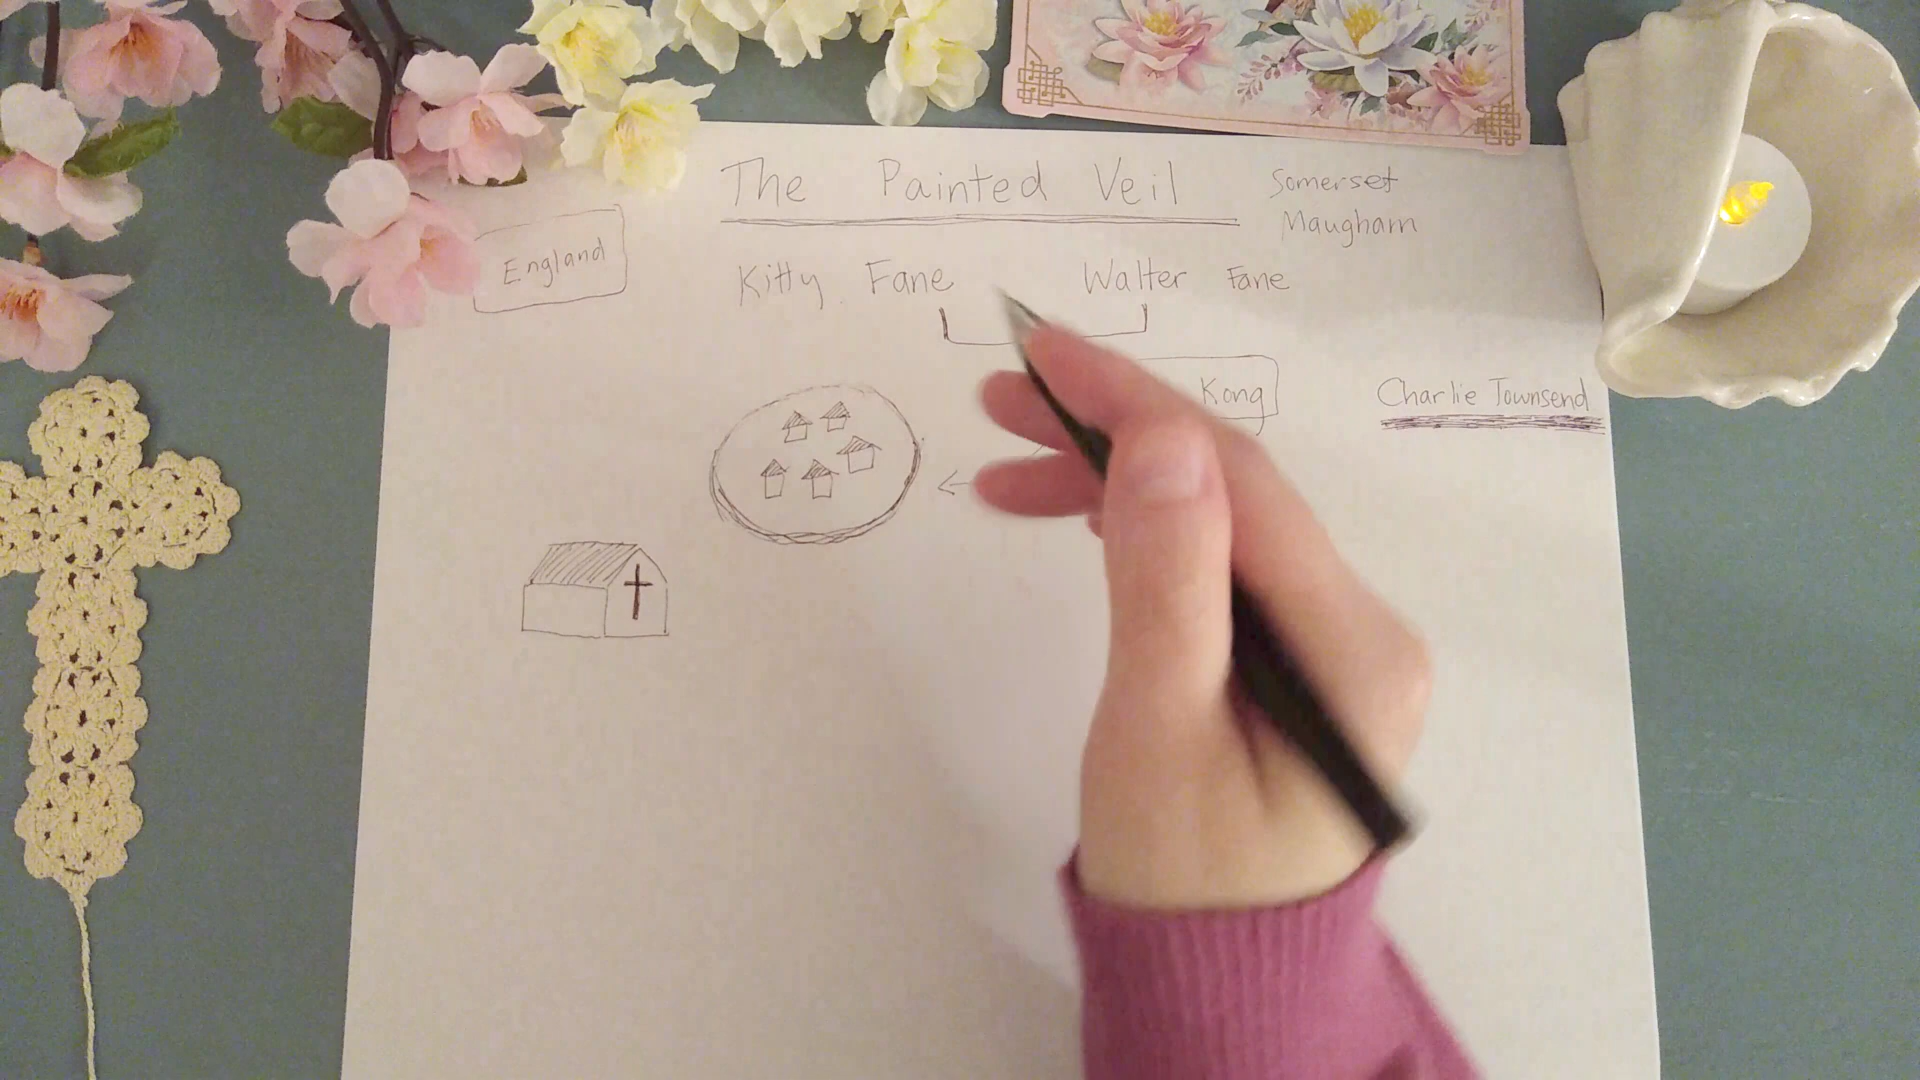 The Painted Veil
Somerset
Maugham
England
Kitty Fane
Walter Fane
Kong
Charlie Townsend